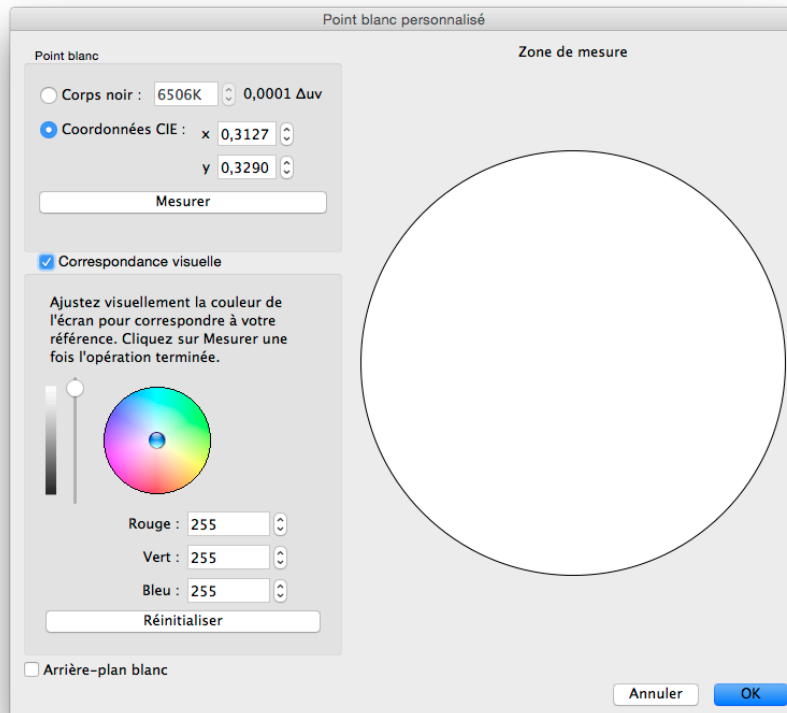 Point blanc personnalisé
Point blanc
Zone de mesure
Corps noir : 6506K 0,0001 Δuv
Coordonnées CIE : x 0,3127
y 0,3290
Mesurer
Correspondance visuelle
Ajustez visuellement la couleur de
l'écran pour correspondre à votre
référence. Cliquez sur Mesurer une
fois l'opération terminée.
Rouge : 255
Vert : 255
Bleu : 255
Réinitialiser
Arrière-plan blanc
Annuler OK